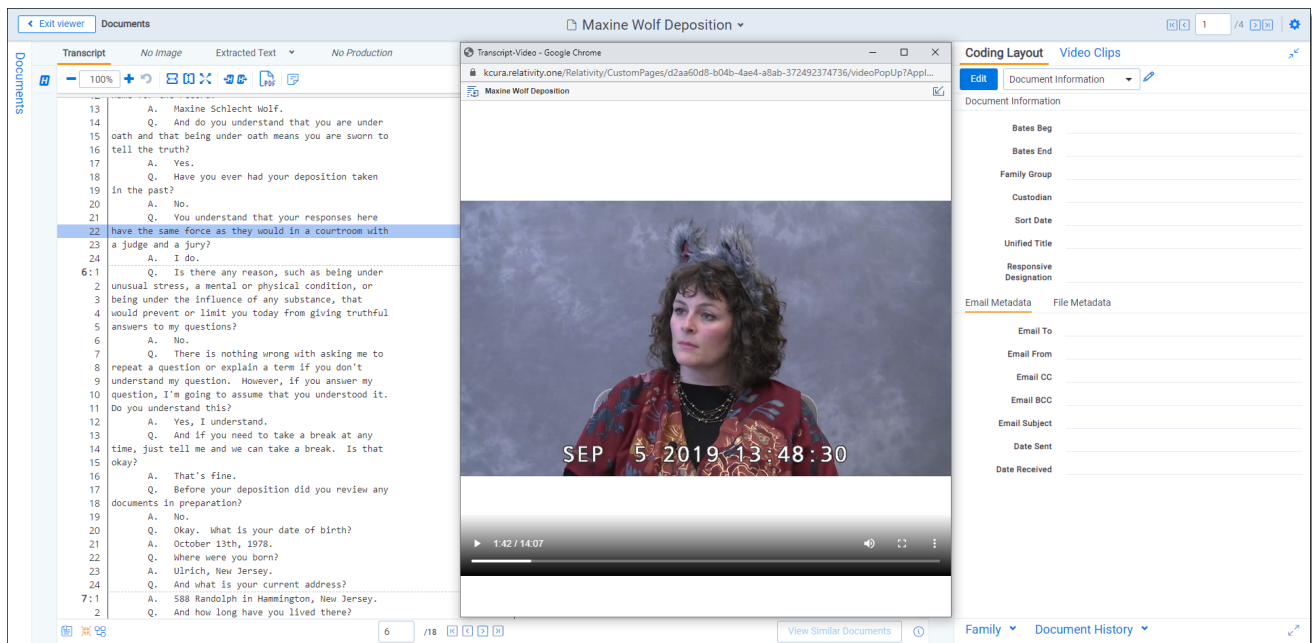 Exit viewer
Documents
Maxine Wolf Deposition
1 /4
Documents
Transcript No Image Extracted Text No Production
100%
PDF
13 A. Maxine Schlecht Wolf.
14 Q. And do you understand that you are under
15 oath and that being under oath means you are sworn to
16 tell the truth?
17 A. Yes.
18 Q. Have you ever had your deposition taken
19 in the past?
20 A. No.
21 Q. You understand that your responses here
22 have the same force as they would in a courtroom with
23 a judge and a jury?
24 A. I do.
6:1 Q. Is there any reason, such as being under
2 unusual stress, a mental or physical condition, or
3 being under the influence of any substance, that
4 would prevent or limit you today from giving truthful
5 answers to my questions?
6 A. No.
7 Q. There is nothing wrong with asking me to
8 repeat a question or explain a term if you don't
9 understand my question. However, if you answer my
10 question, I'm going to assume that you understood it.
11 Do you understand this?
12 A. Yes, I understand.
13 Q. And if you need to take a break at any
14 time, just tell me and we can take a break. Is that
15 okay?
16 A. That's fine.
17 Q. Before your deposition did you review any
18 documents in preparation?
19 A. No.
20 Q. Okay. What is your date of birth?
21 A. October 13th, 1978.
22 Q. Where were you born?
23 A. Ulrich, New Jersey.
24 Q. And what is your current address?
7:1 A. 588 Randolph in Hammington, New Jersey.
2 Q. And how long have you lived there?
6 /18
View Similar Documents
Transcript-Video - Google Chrome
kcura.relativity.one/Relativity/CustomPages/d2aa60d8-b04b-4ae4-a8ab-372492374736/videoPopUp?Appl...
Maxine Wolf Deposition
SEP 5 2019 13:48:30
1:42 / 14:07
Coding Layout Video Clips
Edit Document Information
Document Information
Bates Beg
Bates End
Family Group
Custodian
Sort Date
Unified Title
Responsive
Designation
Email Metadata File Metadata
Email To
Email From
Email CC
Email BCC
Email Subject
Date Sent
Date Received
Family Document History